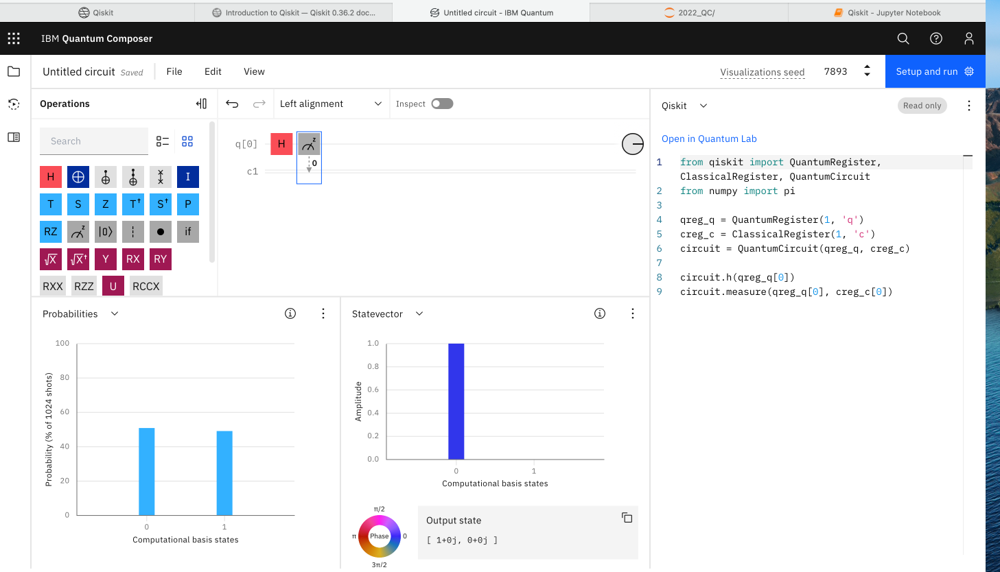 Qiskit
Introduction to Qiskit — Qiskit 0.36.2 doc...
Untitled circuit - IBM Quantum
2022_QC/
Qiskit - Jupyter Notebook
IBM Quantum Composer
Untitled circuit Saved File Edit View Visualizations seed 7893 Setup and run
Operations
Left alignment
Inspect
Search
H I
T S Z T† S† P
RZ z |0⟩ if
√X √X† Y RX RY
RXX RZZ U RCCX
q[0] H z
0
c1
Qiskit
Read only
Open in Quantum Lab
1 from qiskit import QuantumRegister,
ClassicalRegister, QuantumCircuit
2 from numpy import pi
3
4 qreg_q = QuantumRegister(1, 'q')
5 creg_c = ClassicalRegister(1, 'c')
6 circuit = QuantumCircuit(qreg_q, creg_c)
7
8 circuit.h(qreg_q[0])
9 circuit.measure(qreg_q[0], creg_c[0])
Probabilities
Probability (% of 1024 shots)
100
80
60
40
20
0
0 1
Computational basis states
Statevector
Amplitude
1.0
0.8
0.6
0.4
0.2
0.0
0 1
Computational basis states
π/2
π Phase 0
3π/2
Output state
[ 1+0j, 0+0j ]